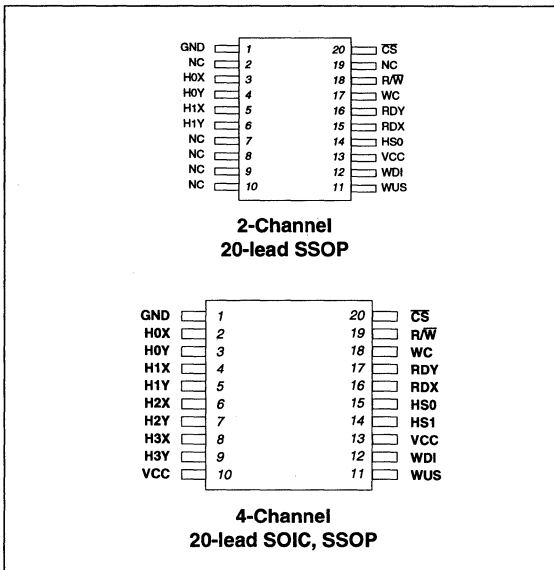 GND 1 20 C̅S̅
NC 2 19 NC
H0X 3 18 R/W̅
H0Y 4 17 WC
H1X 5 16 RDY
H1Y 6 15 RDX
NC 7 14 HS0
NC 8 13 VCC
NC 9 12 WDI
NC 10 11 WUS
2-Channel
20-lead SSOP
GND 1 20 C̅S̅
H0X 2 19 R/W̅
H0Y 3 18 WC
H1X 4 17 RDY
H1Y 5 16 RDX
H2X 6 15 HS0
H2Y 7 14 HS1
H3X 8 13 VCC
H3Y 9 12 WDI
VCC 10 11 WUS
4-Channel
20-lead SOIC, SSOP